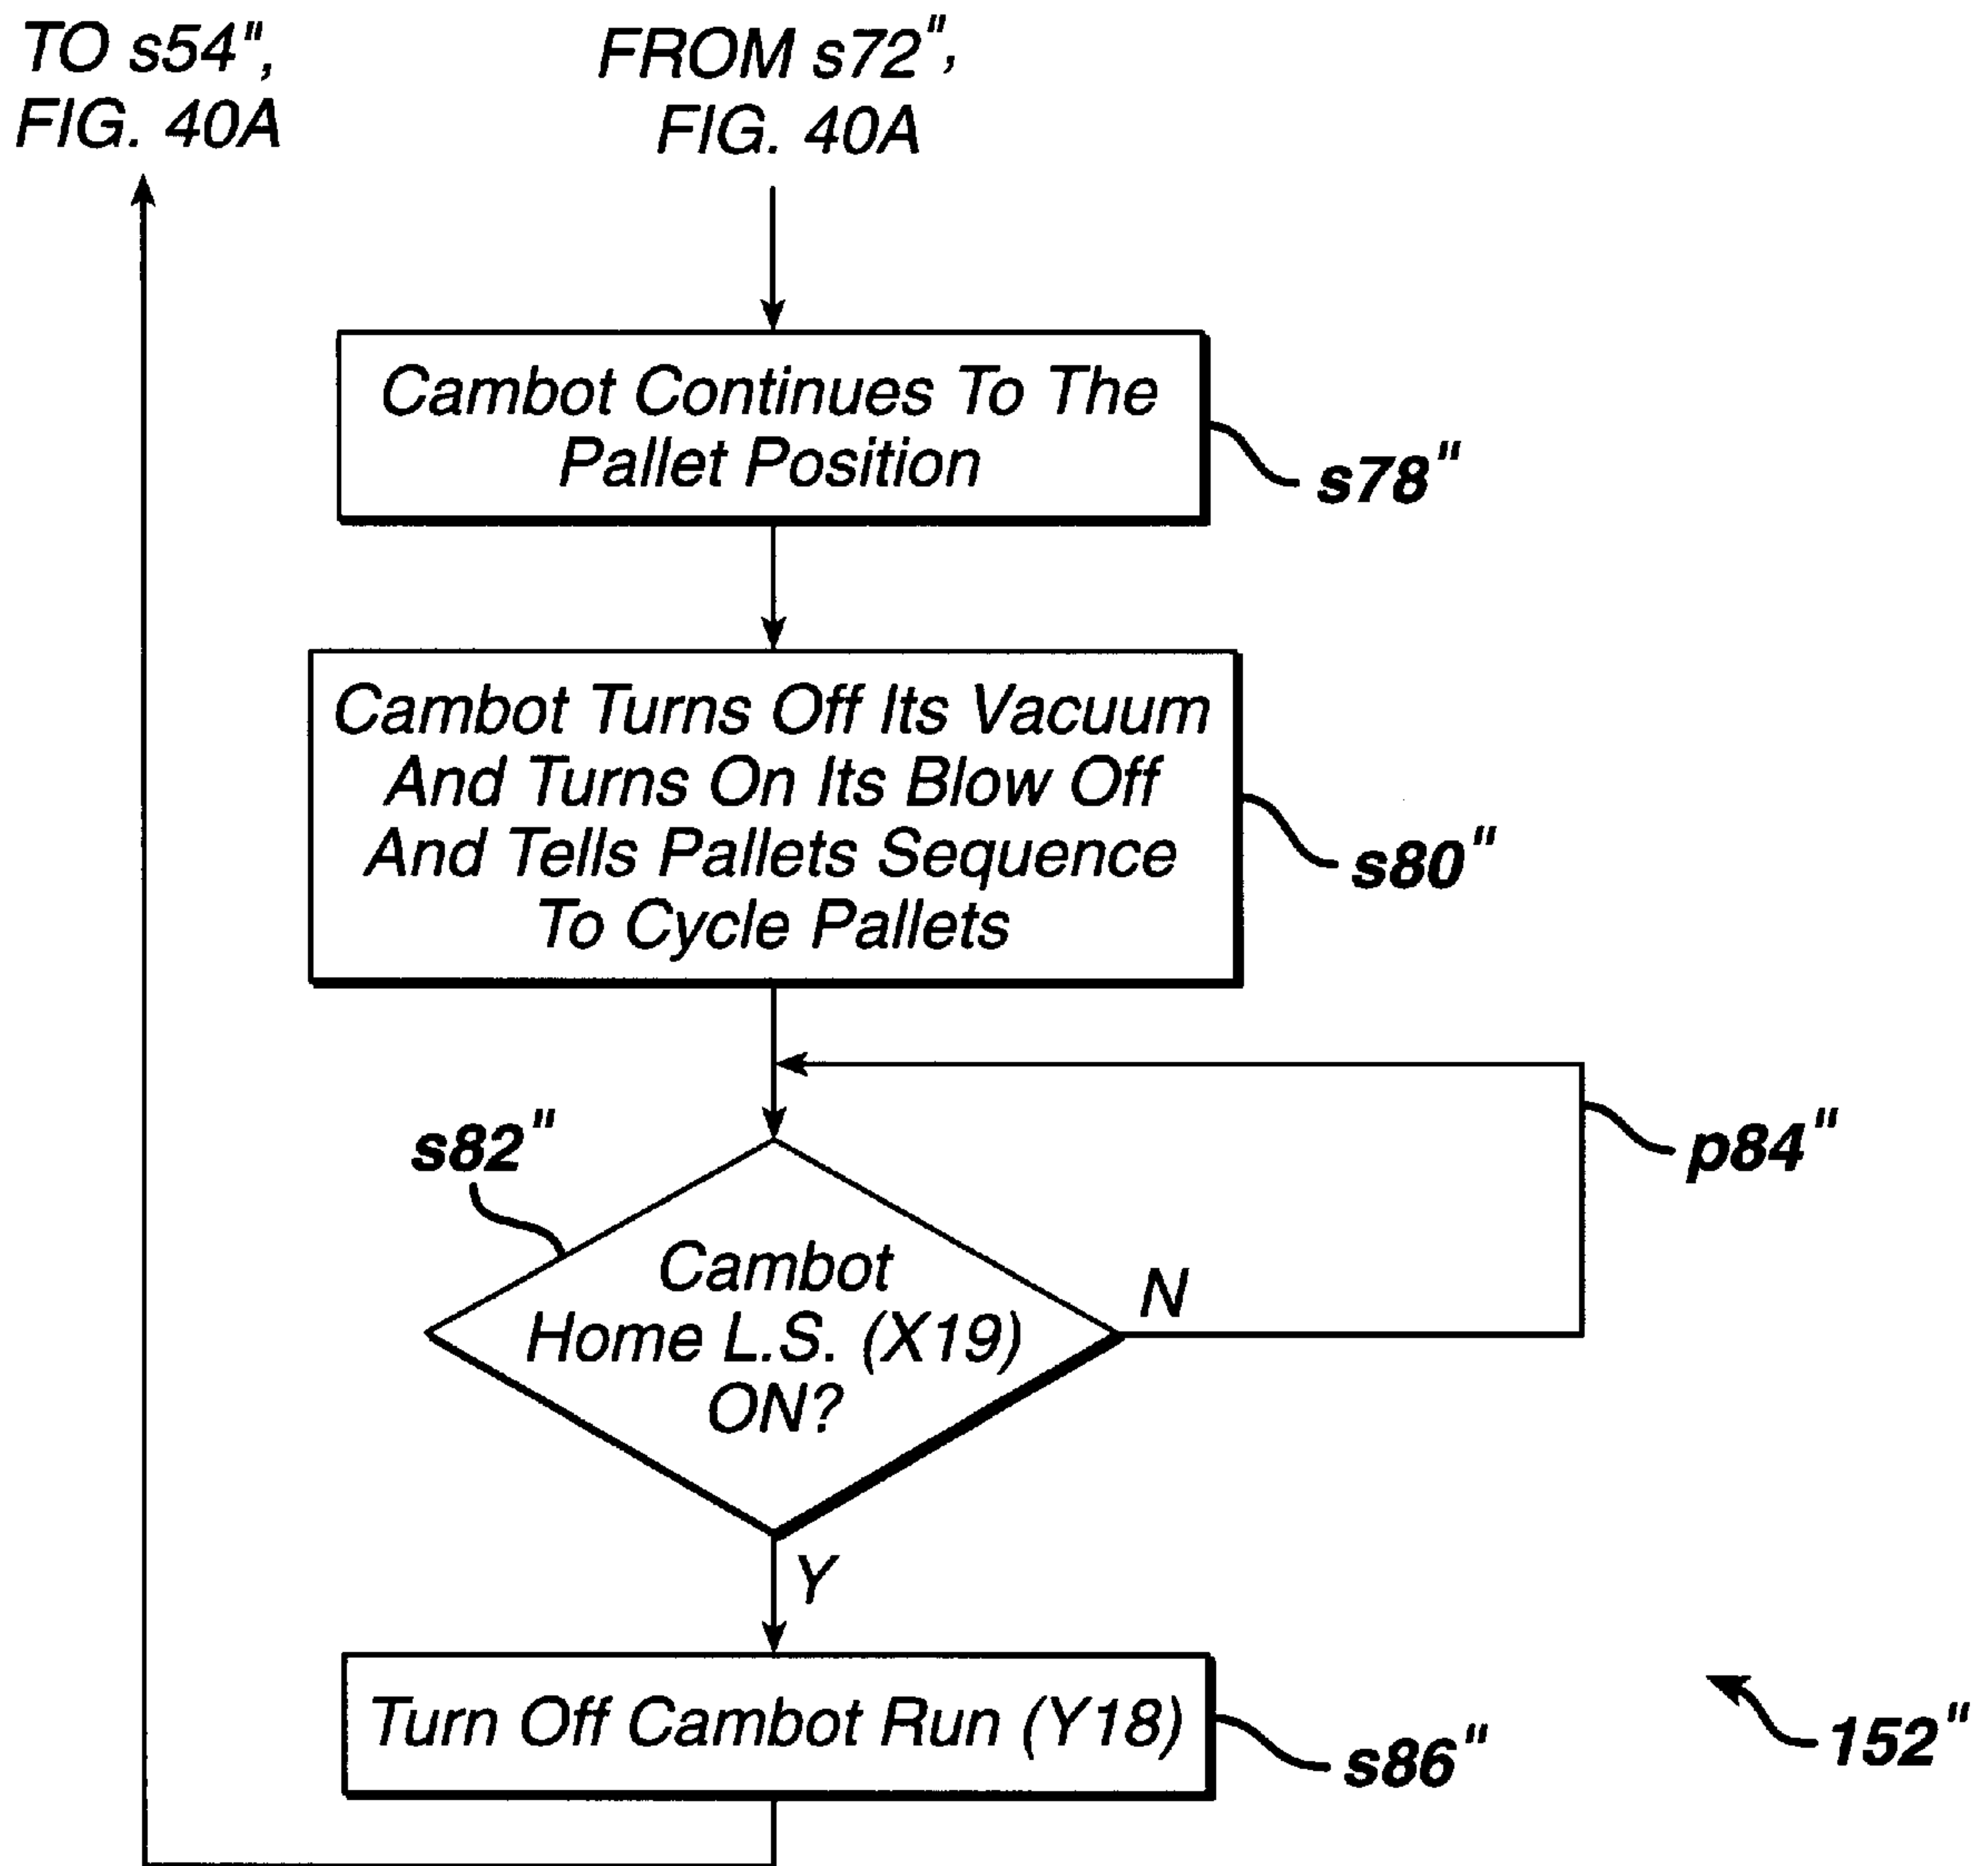 TO s54",
FIG. 40A
FROM s72",
FIG. 40A
Cambot Continues To The
Pallet Position
s78"
Cambot Turns Off Its Vacuum
And Turns On Its Blow Off
And Tells Pallets Sequence
To Cycle Pallets
s80"
p84"
s82"
Cambot
Home L.S. (X19)
ON?
N
Y
Turn Off Cambot Run (Y18)
s86"
152"